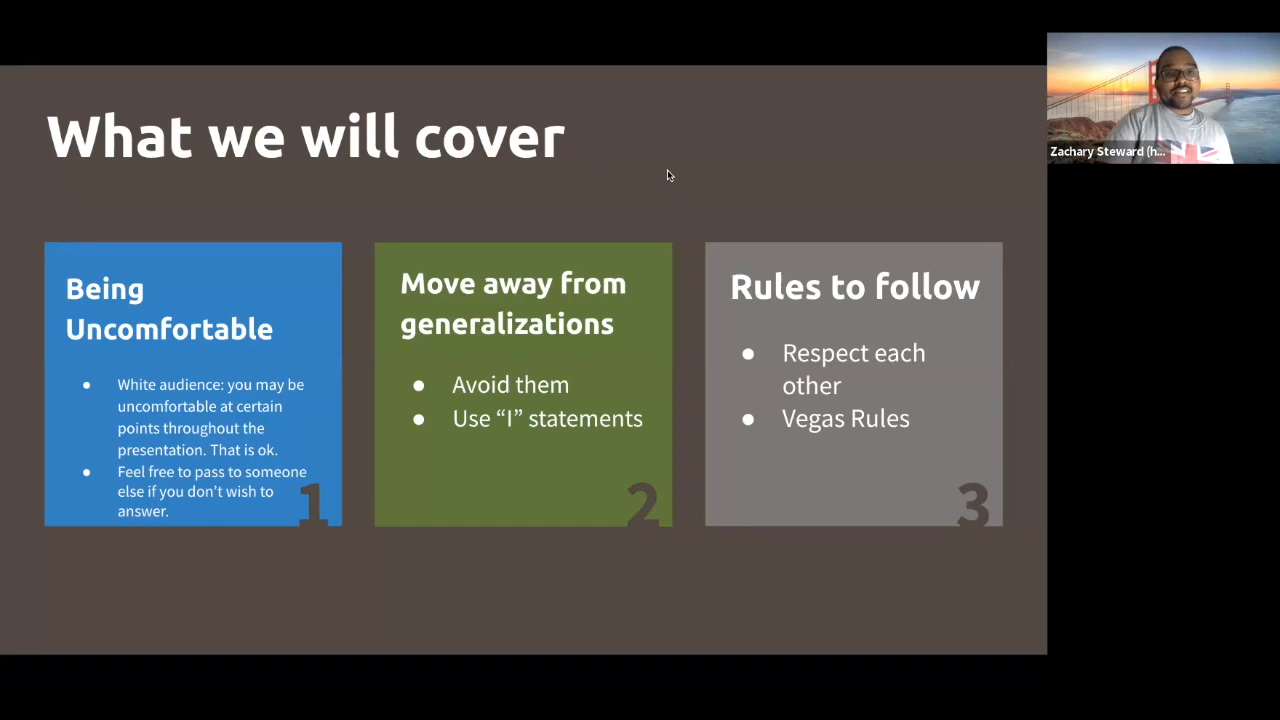 What we will cover
Being
Uncomfortable
● White audience: you may be
uncomfortable at certain
points throughout the
presentation. That is ok.
● Feel free to pass to someone
else if you don't wish to
answer.
1
Move away from
generalizations
● Avoid them
● Use “I” statements
2
Rules to follow
● Respect each
other
● Vegas Rules
3
Zachary Steward (h...